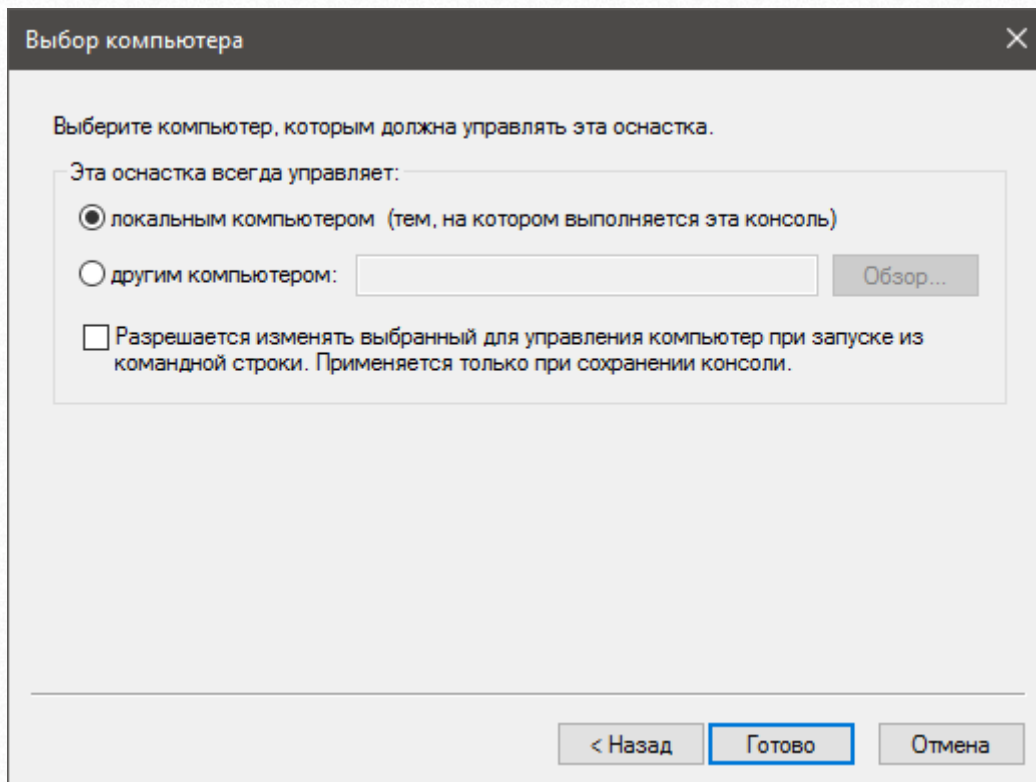 Выбор компьютера
Выберите компьютер, которым должна управлять эта оснастка.
Эта оснастка всегда управляет:
локальным компьютером (тем, на котором выполняется эта консоль)
другим компьютером:
Обзор...
Разрешается изменять выбранный для управления компьютер при запуске из
командной строки. Применяется только при сохранении консоли.
< Назад
Готово
Отмена